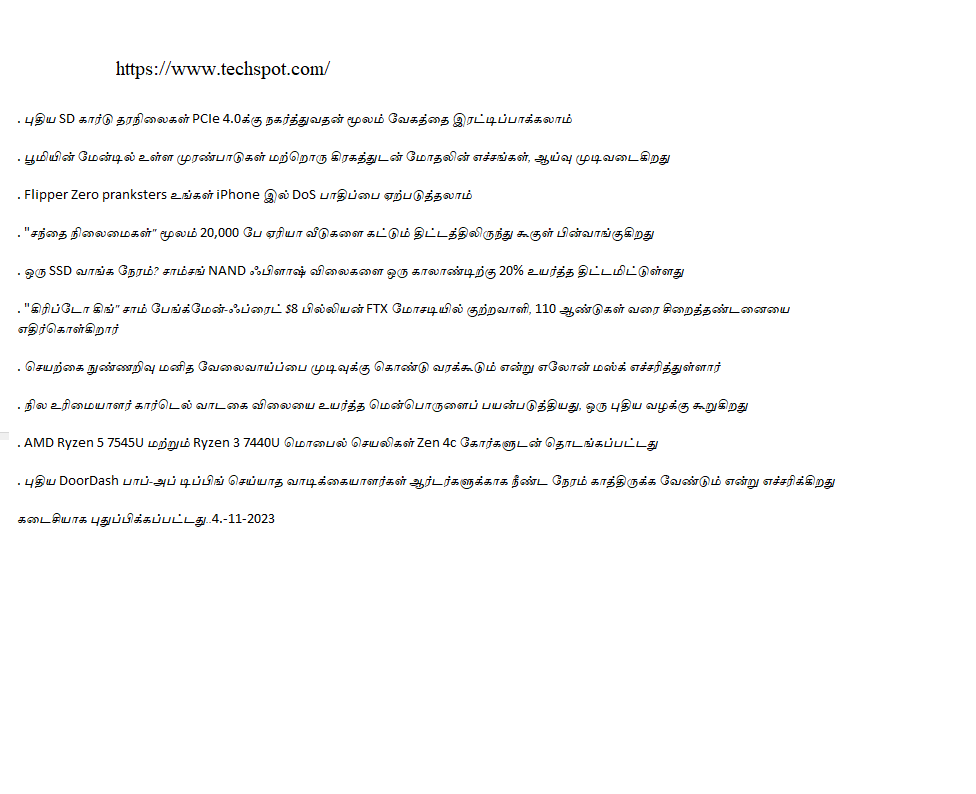 https://www.techspot.com/
. புதிய SD கார்டு தரநிலைகள் PCIe 4.0க்கு நகர்த்துவதன் மூலம் வேகத்தை இரட்டிப்பாக்கலாம்
. பூமியின் மேன்டில் உள்ள முரண்பாடுகள் மற்றொரு கிரகத்துடன் மோதலின் எச்சங்கள், ஆய்வு முடிவடைகிறது
. Flipper Zero pranksters உங்கள் iPhone இல் DoS பாதிப்பை ஏற்படுத்தலாம்
. "சந்தை நிலைமைகள்" மூலம் 20,000 பே ஏரியா வீடுகளை கட்டும் திட்டத்திலிருந்து கூகுள் பின்வாங்குகிறது
. ஒரு SSD வாங்க நேரம்? சாம்சங் NAND ஃபிளாஷ் விலைகளை ஒரு காலாண்டிற்கு 20% உயர்த்த திட்டமிட்டுள்ளது
. "கிரிப்டோ கிங்" சாம் பேங்க்மேன்-ஃப்ரைட் $8 பில்லியன் FTX மோசடியில் குற்றவாளி, 110 ஆண்டுகள் வரை சிறைத்தண்டனையை
எதிர்கொள்கிறார்
. செயற்கை நுண்ணறிவு மனித வேலைவாய்ப்பை முடிவுக்கு கொண்டு வரக்கூடும் என்று எலோன் மஸ்க் எச்சரித்துள்ளார்
. நில உரிமையாளர் கார்டெல் வாடகை விலையை உயர்த்த மென்பொருளைப் பயன்படுத்தியது, ஒரு புதிய வழக்கு கூறுகிறது
. AMD Ryzen 5 7545U மற்றும் Ryzen 3 7440U மொபைல் செயலிகள் Zen 4c கோர்களுடன் தொடங்கப்பட்டது
. புதிய DoorDash பாப்-அப் டிப்பிங் செய்யாத வாடிக்கையாளர்கள் ஆர்டர்களுக்காக நீண்ட நேரம் காத்திருக்க வேண்டும் என்று எச்சரிக்கிறது
கடைசியாக புதுப்பிக்கப்பட்டது..4.-11-2023